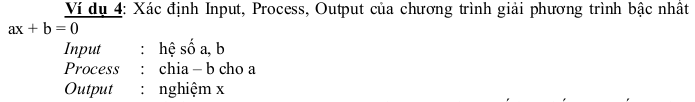 Ví dụ 4: Xác định Input, Process, Output của chương trình giải phương trình bậc nhất
ax + b = 0
Input : hệ số a, b
Process : chia – b cho a
Output : nghiệm x